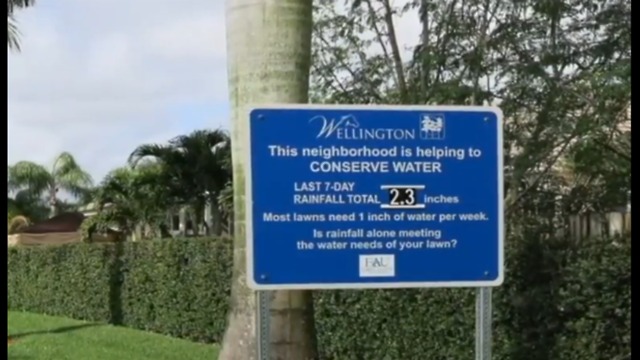 WELLINGTON
This neighborhood is helping to
CONSERVE WATER
LAST 7-DAY
RAINFALL TOTAL 2.3 inches
Most lawns need 1 inch of water per week.
Is rainfall alone meeting
the water needs of your lawn?
FAU